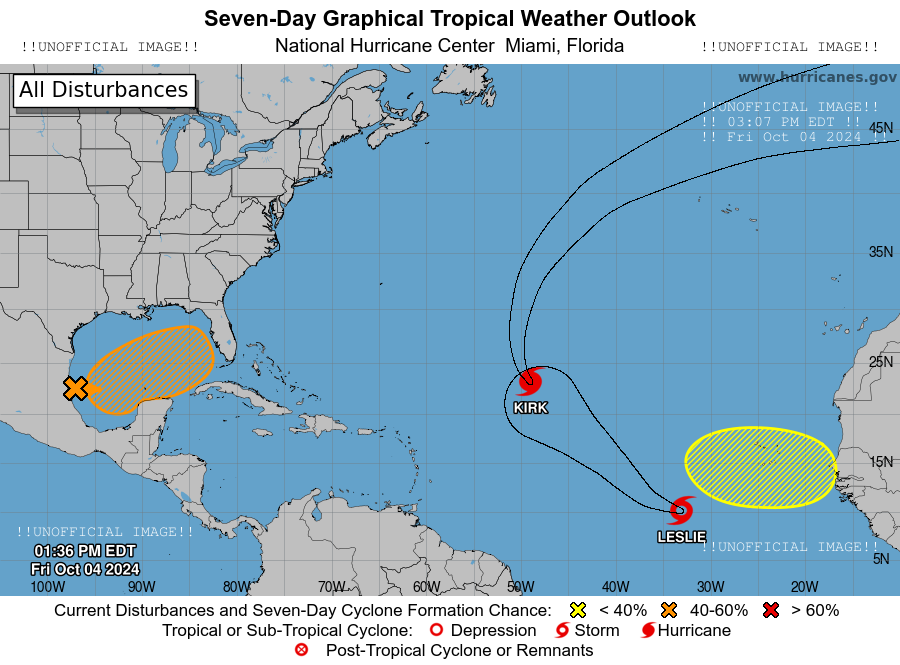 Seven-Day Graphical Tropical Weather Outlook
!!UNOFFICIAL IMAGE!! National Hurricane Center Miami, Florida !!UNOFFICIAL IMAGE!!
All Disturbances
www.hurricanes.gov
!!UNOFFICIAL IMAGE!!
!! 03:07 PM EDT !!
!! Fri Oct 04 2024 !!
45N
35N
25N
KIRK
15N
LESLIE
!!UNOFFICIAL IMAGE!!
!!UNOFFICIAL IMAGE!!
01:36 PM EDT
5N
Fri Oct 04 2024
100W 90W 80W 70W 60W 50W 40W 30W 20W
Current Disturbances and Seven-Day Cyclone Formation Chance: < 40% 40-60% > 60%
Tropical or Sub-Tropical Cyclone: Depression Storm Hurricane
Post-Tropical Cyclone or Remnants